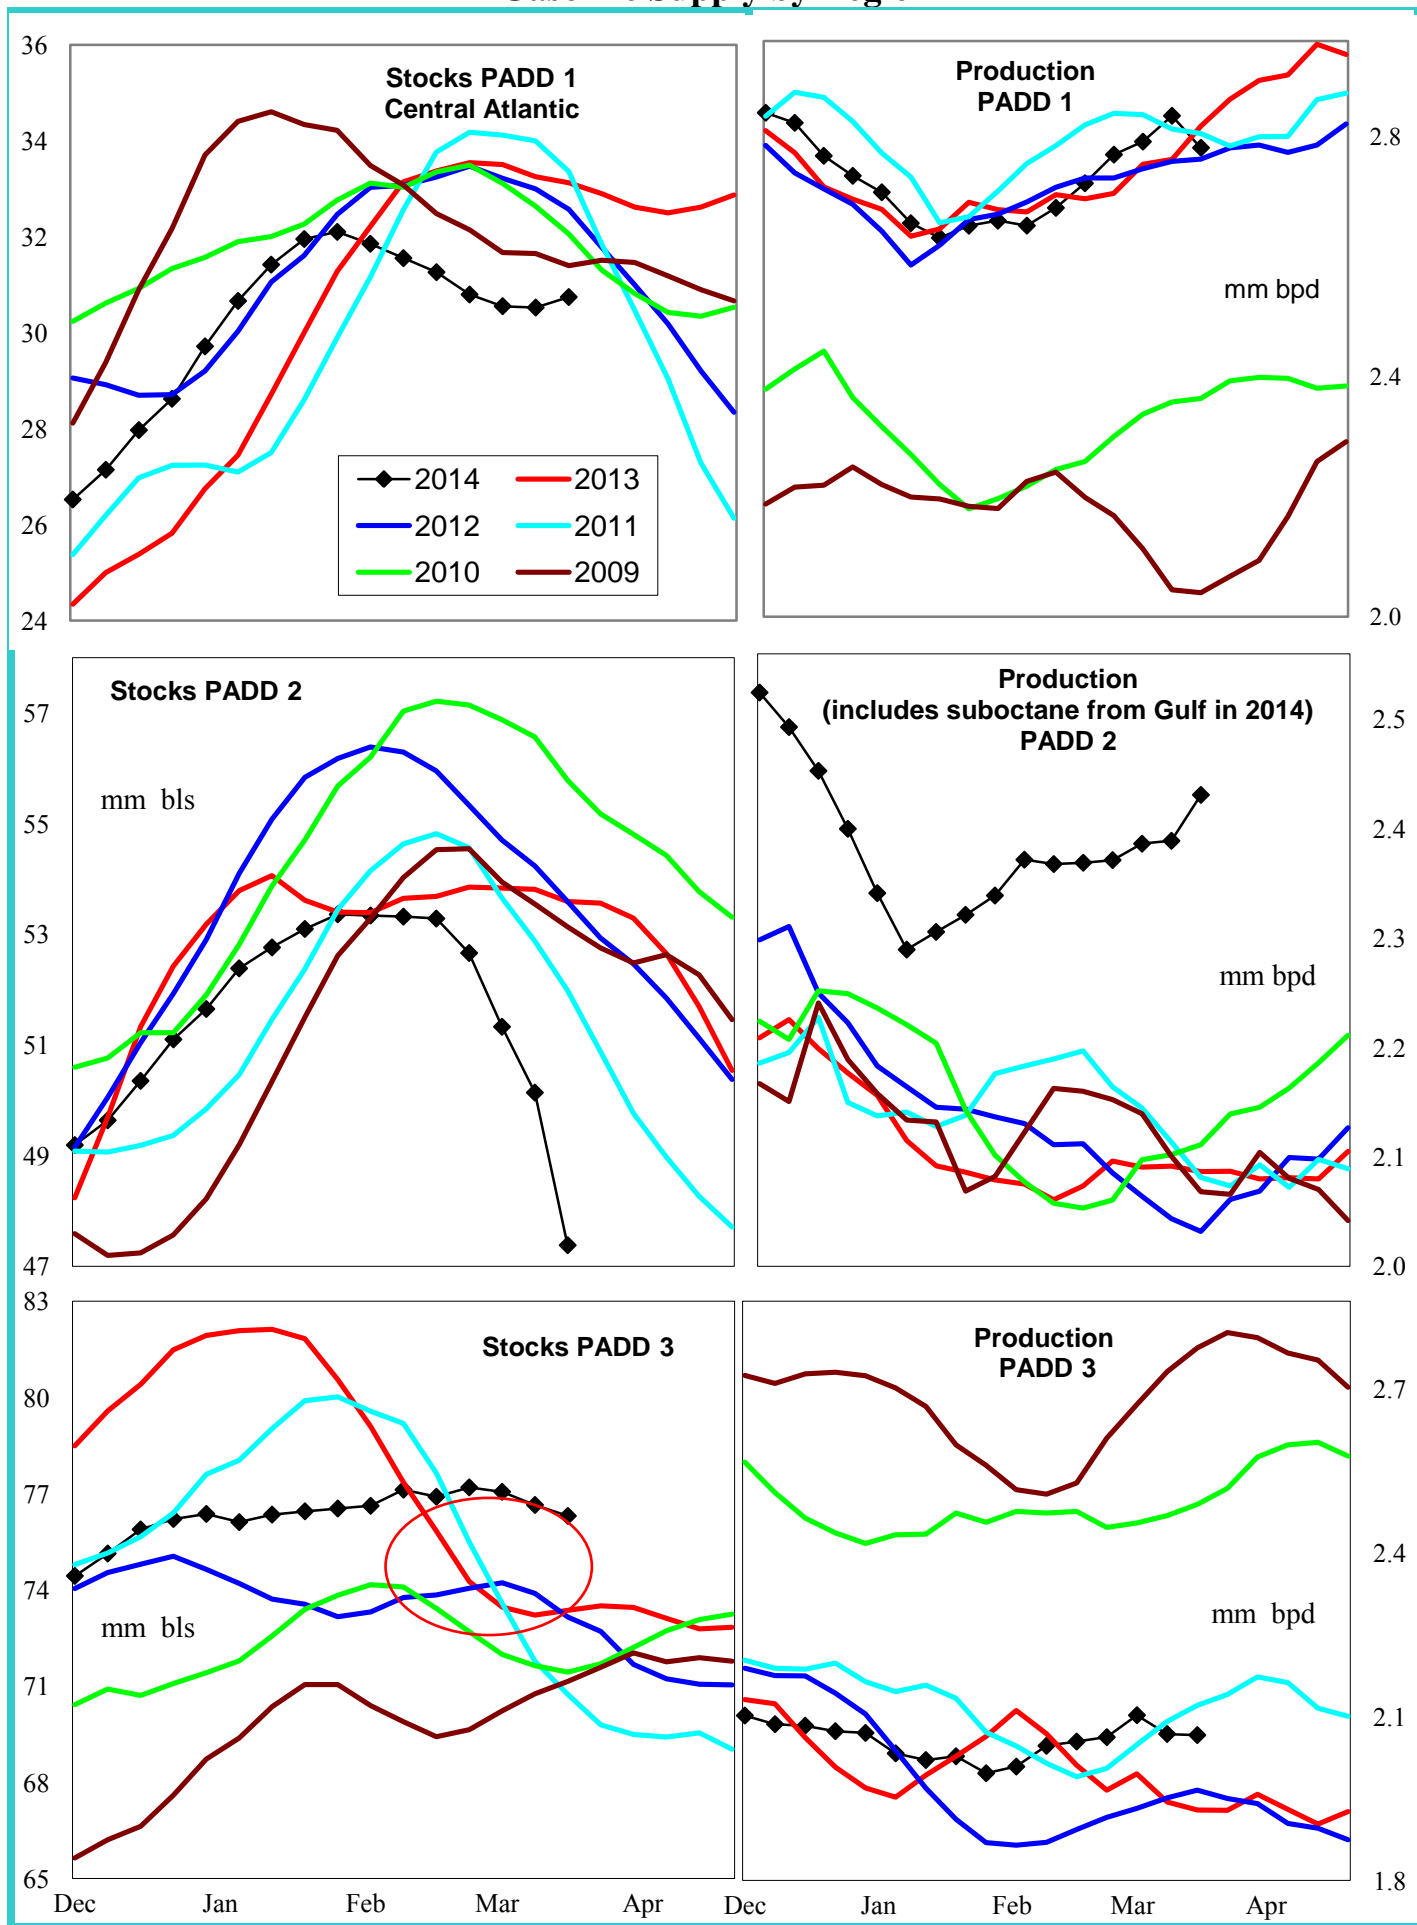 36
34
32
30
28
26
24
Stocks PADD 1
Central Atlantic
2014
2013
2012
2011
2010
2009
Production
PADD 1
mm bpd
2.8
2.4
2.0
57
55
53
51
49
47
Stocks PADD 2
mm bls
Production
(includes suboctane from Gulf in 2014)
PADD 2
mm bpd
2.5
2.4
2.3
2.2
2.1
2.0
83
80
77
74
71
68
65
Stocks PADD 3
mm bls
Dec Jan Feb Mar Apr
Production
PADD 3
mm bpd
2.7
2.4
2.1
1.8
Dec Jan Feb Mar Apr